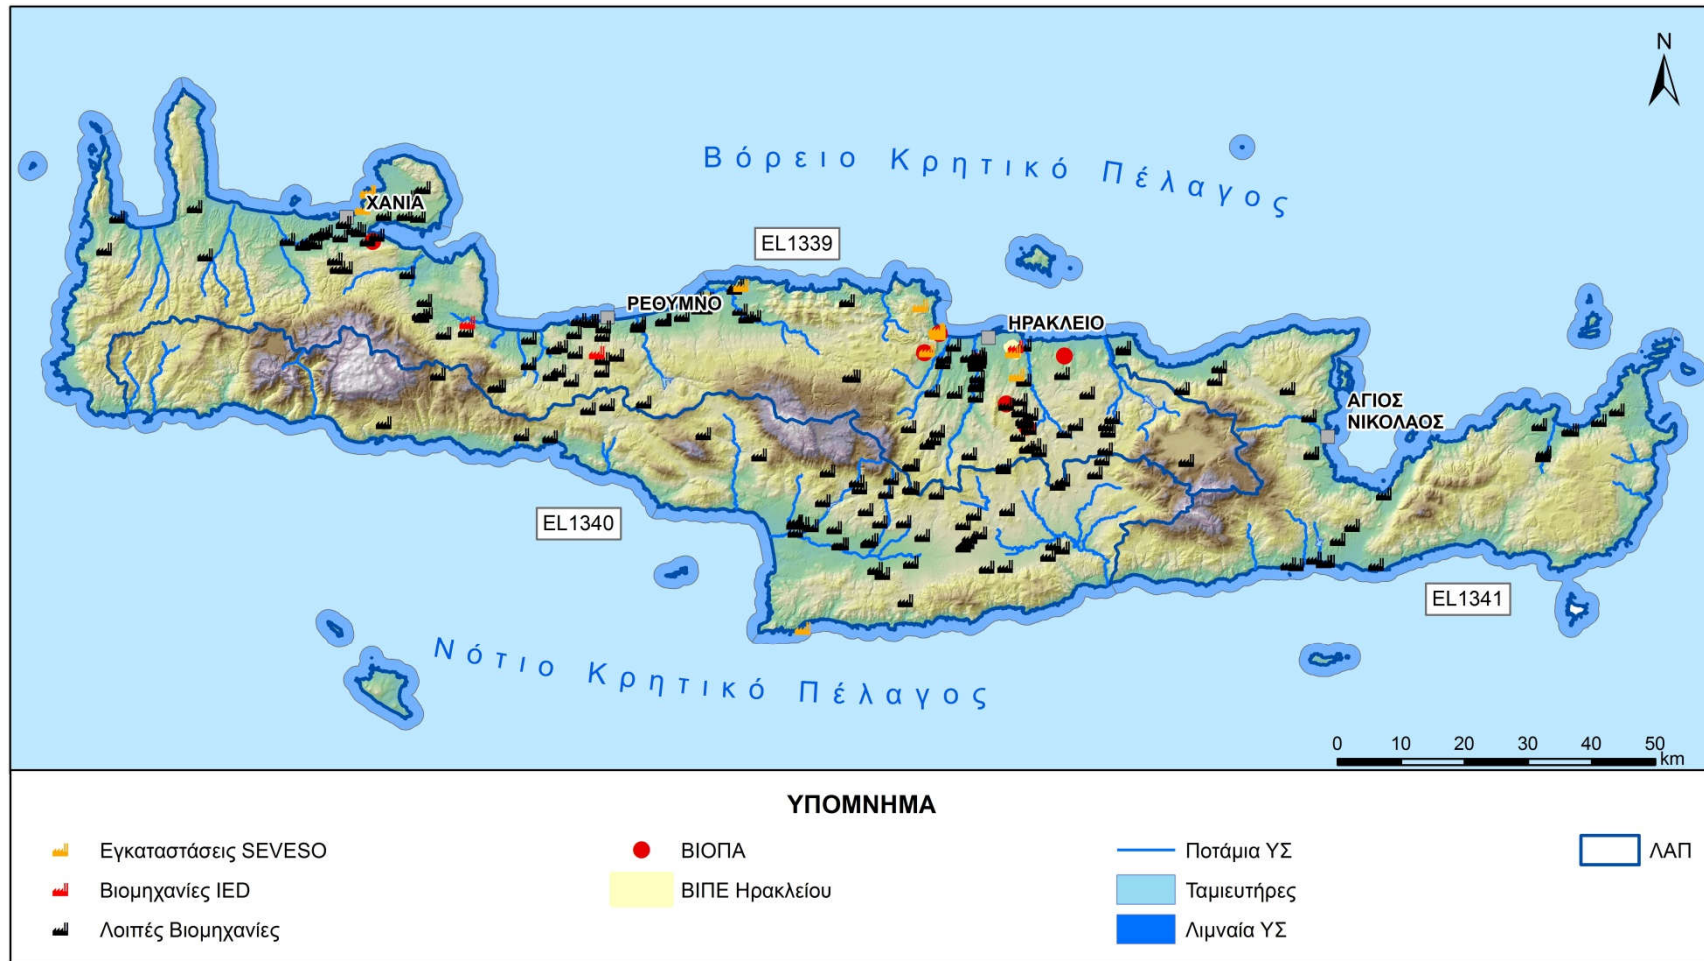 N
Βόρειο Κρητικό Πέλαγος
ΧΑΝΙΑ
EL1339
ΡΕΘΥΜΝΟ
ΗΡΑΚΛΕΙΟ
ΑΓΙΟΣ
ΝΙΚΟΛΑΟΣ
EL1340
EL1341
Νότιο Κρητικό Πέλαγος
0 10 20 30 40 50
km
ΥΠΟΜΝΗΜΑ
Εγκαταστάσεις SEVESO
ΒΙΟΠΑ
Ποτάμια ΥΣ
ΛΑΠ
Βιομηχανίες IED
ΒΙΠΕ Ηρακλείου
Ταμιευτήρες
Λοιπές Βιομηχανίες
Λιμναία ΥΣ